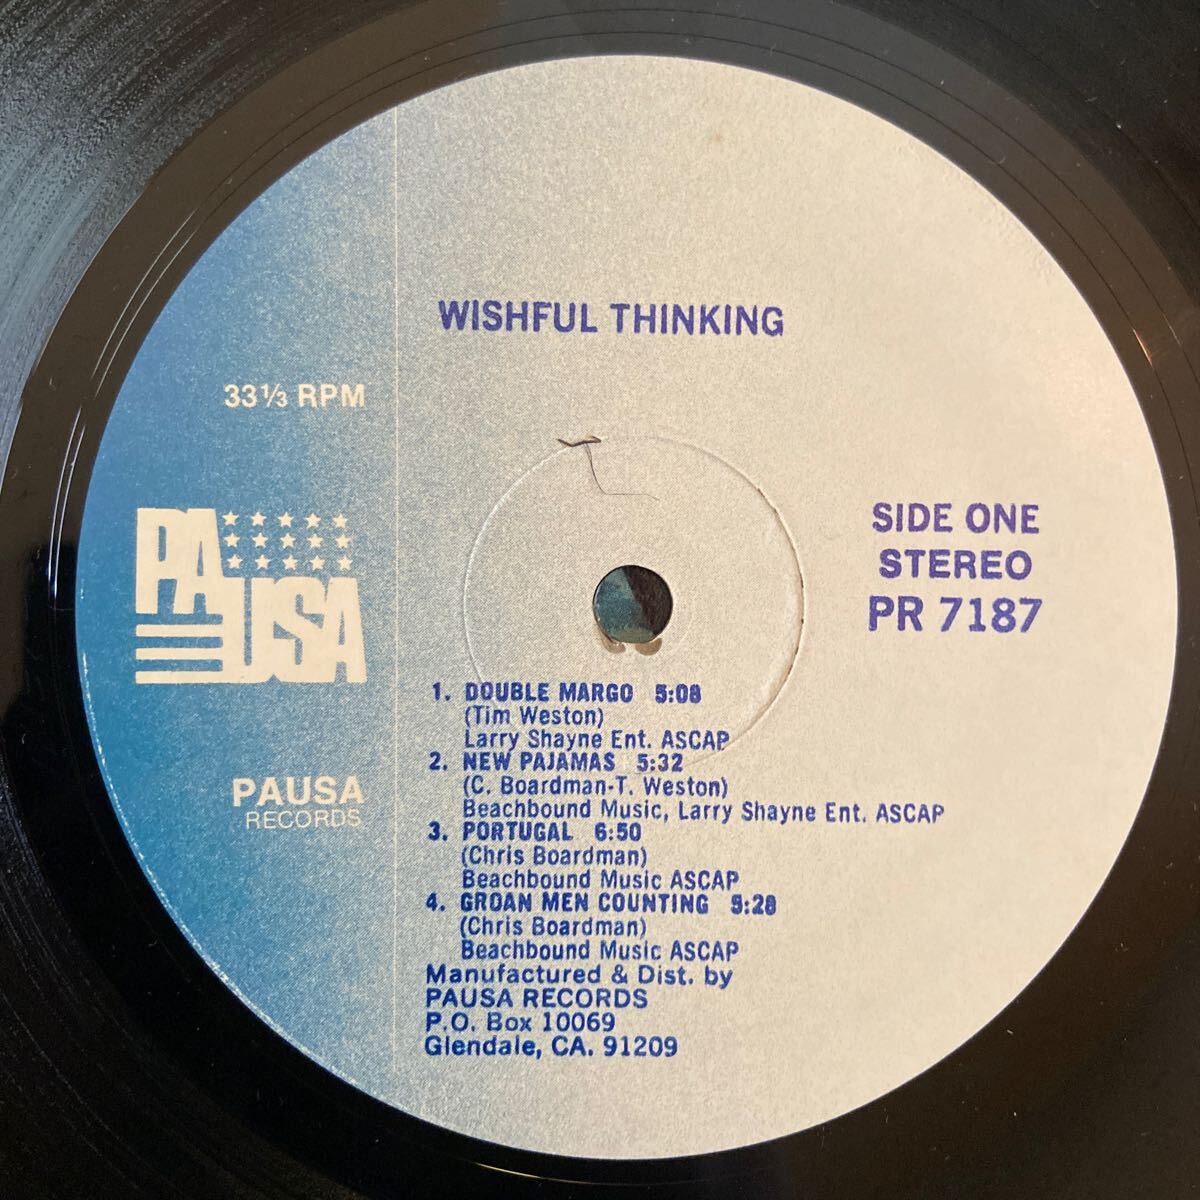 WISHFUL THINKING
33⅓ RPM
PAUSA
SIDE ONE
STEREO
PR 7187
PAUSA
RECORDS
1. DOUBLE MARGO 5:08
(Tim Weston)
Larry Shayne Ent. ASCAP
2. NEW PAJAMAS 5:32
(C. Boardman-T. Weston)
Beachbound Music, Larry Shayne Ent. ASCAP
3. PORTUGAL 6:50
(Chris Boardman)
Beachbound Music ASCAP
4. GROAN MEN COUNTING 5:28
(Chris Boardman)
Beachbound Music ASCAP
Manufactured & Dist. by
PAUSA RECORDS
P.O. Box 10069
Glendale, CA. 91209